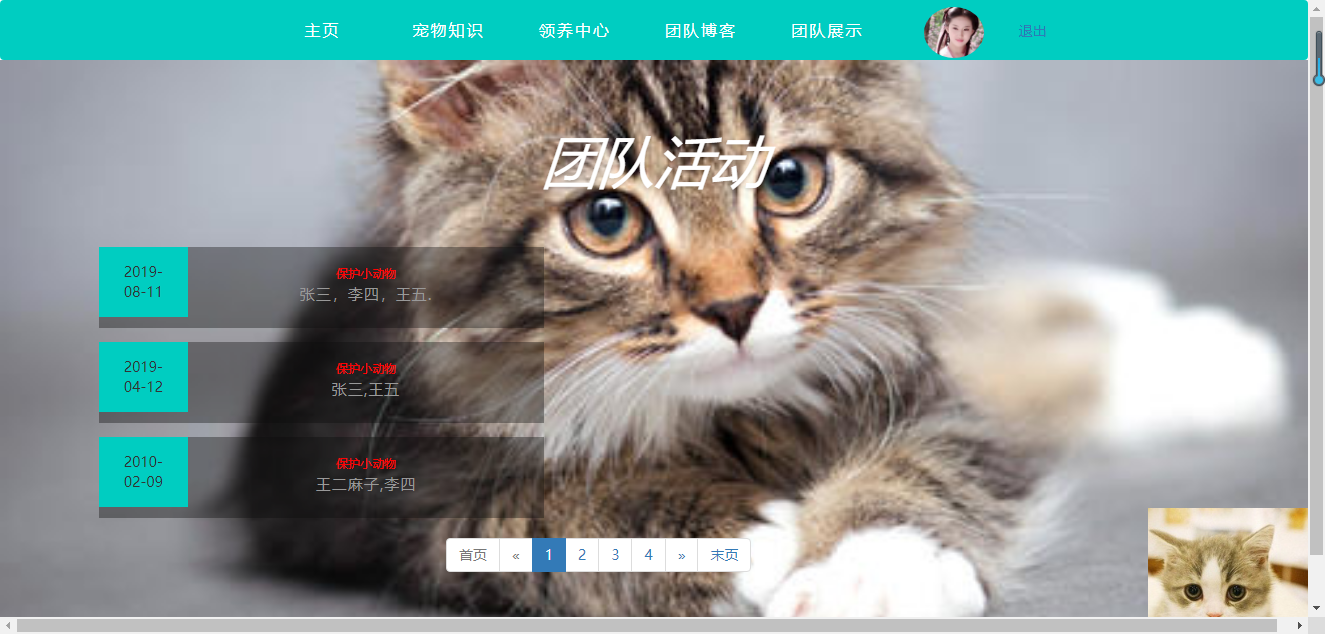 主页 宠物知识 领养中心 团队博客 团队展示 退出
团队活动
2019-
08-11
保护小动物
张三，李四，王五.
2019-
04-12
保护小动物
张三,王五
2010-
02-09
保护小动物
王二麻子,李四
首页 « 1 2 3 4 » 末页